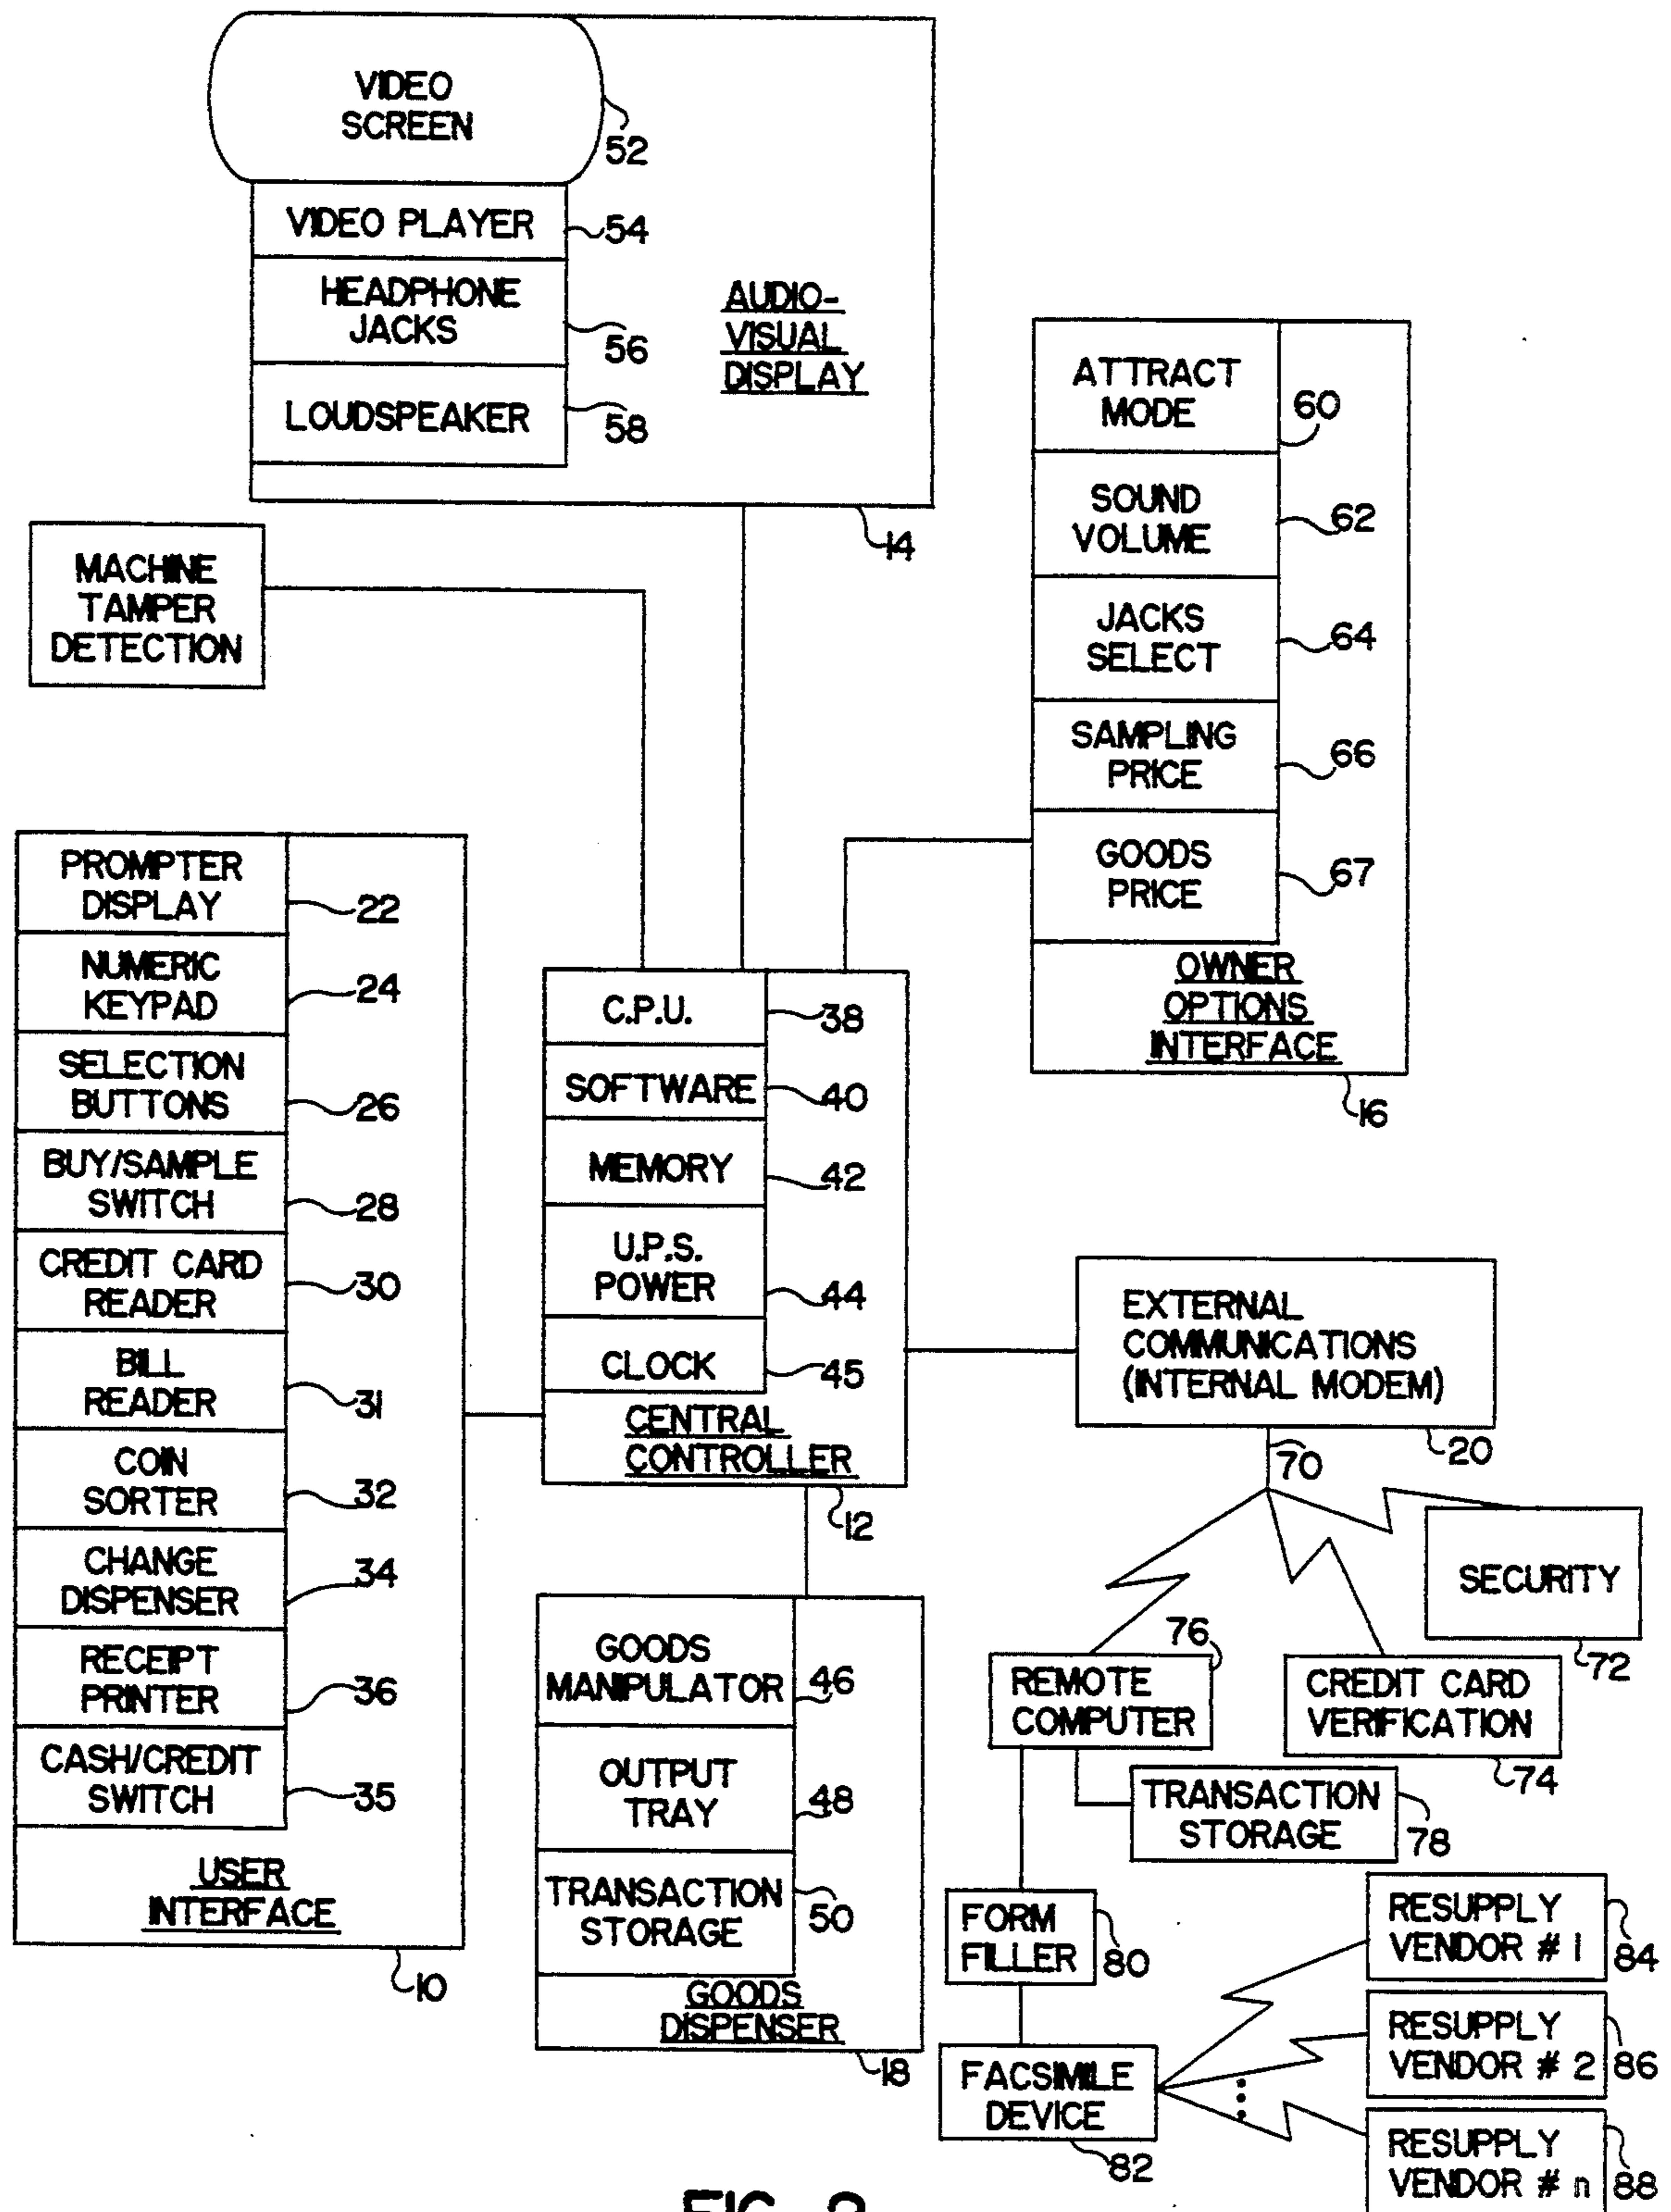 VIDEO
SCREEN
52
VIDEO PLAYER
54
HEADPHONE
JACKS
56
LOUDSPEAKER
58
AUDIO-
VISUAL
DISPLAY
14
MACHINE
TAMPER
DETECTION
ATTRACT
MODE
60
SOUND
VOLUME
62
JACKS
SELECT
64
SAMPLING
PRICE
66
GOODS
PRICE
67
OWNER
OPTIONS
INTERFACE
16
PROMPTER
DISPLAY
22
NUMERIC
KEYPAD
24
SELECTION
BUTTONS
26
BUY/SAMPLE
SWITCH
28
CREDIT CARD
READER
30
BILL
READER
31
COIN
SORTER
32
CHANGE
DISPENSER
34
RECEIPT
PRINTER
36
CASH/CREDIT
SWITCH
35
USER
INTERFACE
10
C.P.U.
38
SOFTWARE
40
MEMORY
42
U.P.S.
POWER
44
CLOCK
45
CENTRAL
CONTROLLER
12
GOODS
MANIPULATOR
46
OUTPUT
TRAY
48
TRANSACTION
STORAGE
50
GOODS
DISPENSER
18
EXTERNAL
COMMUNICATIONS
(INTERNAL MODEM)
20
70
SECURITY
72
CREDIT CARD
VERIFICATION
74
76
REMOTE
COMPUTER
TRANSACTION
STORAGE
78
FORM
FILLER
80
FACSIMILE
DEVICE
82
RESUPPLY
VENDOR # 1
84
RESUPPLY
VENDOR # 2
86
RESUPPLY
VENDOR # n
88